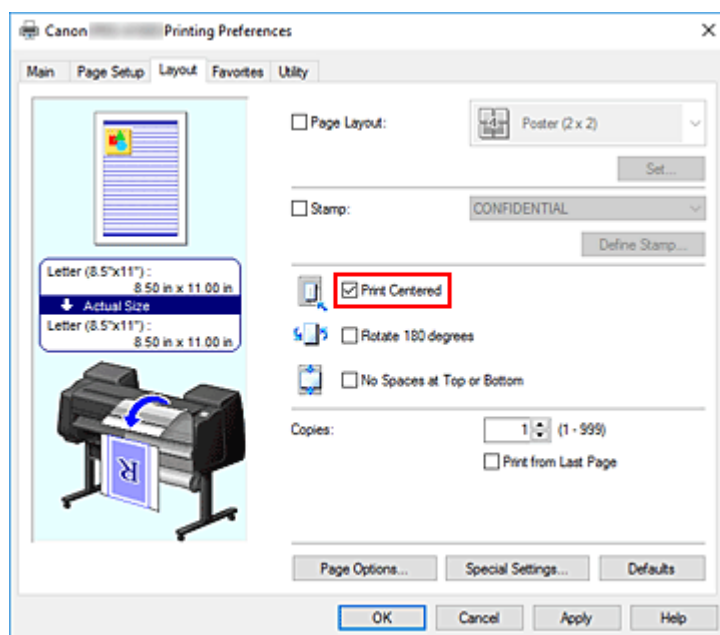 Canon Printing Preferences
Main Page Setup Layout Favorites Utility
Page Layout:
4
Poster (2 x 2)
Set...
Stamp:
CONFIDENTIAL
Define Stamp...
Letter (8.5"x11") :
8.50 in x 11.00 in
Actual Size
Letter (8.5"x11") :
8.50 in x 11.00 in
Print Centered
Rotate 180 degrees
No Spaces at Top or Bottom
R
Copies:
1 (1 - 999)
Print from Last Page
Page Options... Special Settings... Defaults
OK Cancel Apply Help